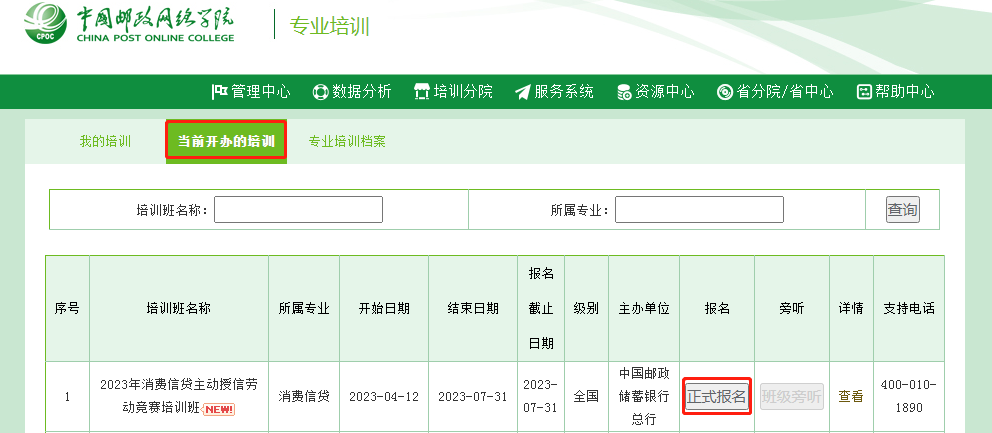 中国邮政网络学院
CPOC CHINA POST ONLINE COLLEGE
专业培训
管理中心 数据分析 培训分院 服务系统 资源中心 省分院/省中心 帮助中心
我的培训 当前开办的培训 专业培训档案
培训班名称: 所属专业: 查询
序号 培训班名称 所属专业 开始日期 结束日期 报名截止日期 级别 主办单位 报名 旁听 详情 支持电话
1 2023年消费信贷主动授信劳动竞赛培训班 NEW! 消费信贷 2023-04-12 2023-07-31 2023-07-31 全国 中国邮政储蓄银行总行 正式报名 班级旁听 查看 400-010-1890